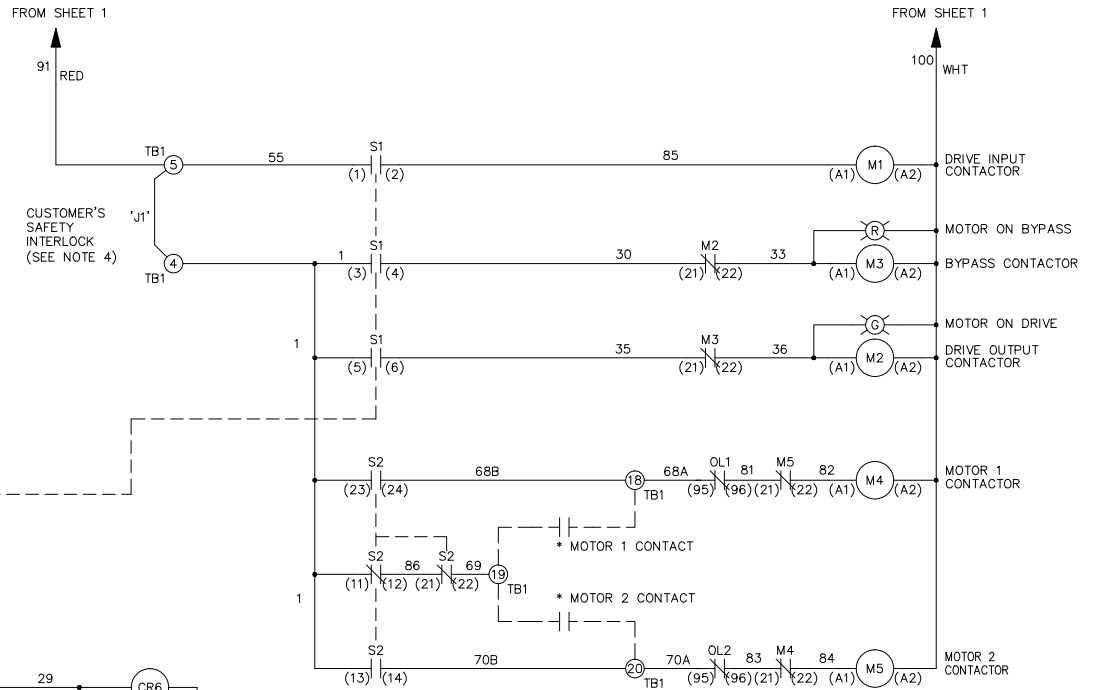 FROM SHEET 1
FROM SHEET 1
91
RED
100
WHT
TB1
5
55
S1
(1)
(2)
85
(A1)
M1
(A2)
DRIVE INPUT
CONTACTOR
CUSTOMER'S
SAFETY
INTERLOCK
(SEE NOTE 4)
'J1'
R
MOTOR ON BYPASS
4
TB1
1
S1
(3)
(4)
30
M2
(21)
(22)
33
(A1)
M3
(A2)
BYPASS CONTACTOR
G
MOTOR ON DRIVE
1
S1
(5)
(6)
35
M3
(21)
(22)
36
(A1)
M2
(A2)
DRIVE OUTPUT
CONTACTOR
S2
(23)
(24)
68B
18
TB1
68A
OL1
(95)
(96)
81
M5
(21)
(22)
82
(A1)
M4
(A2)
MOTOR 1
CONTACTOR
* MOTOR 1 CONTACT
S2
(11)
(12)
86
S2
(21)
(22)
69
19
TB1
1
* MOTOR 2 CONTACT
S2
(13)
(14)
70B
20
TB1
70A
OL2
(95)
(96)
83
M4
(21)
(22)
84
(A1)
M5
(A2)
MOTOR 2
CONTACTOR
29
CR6